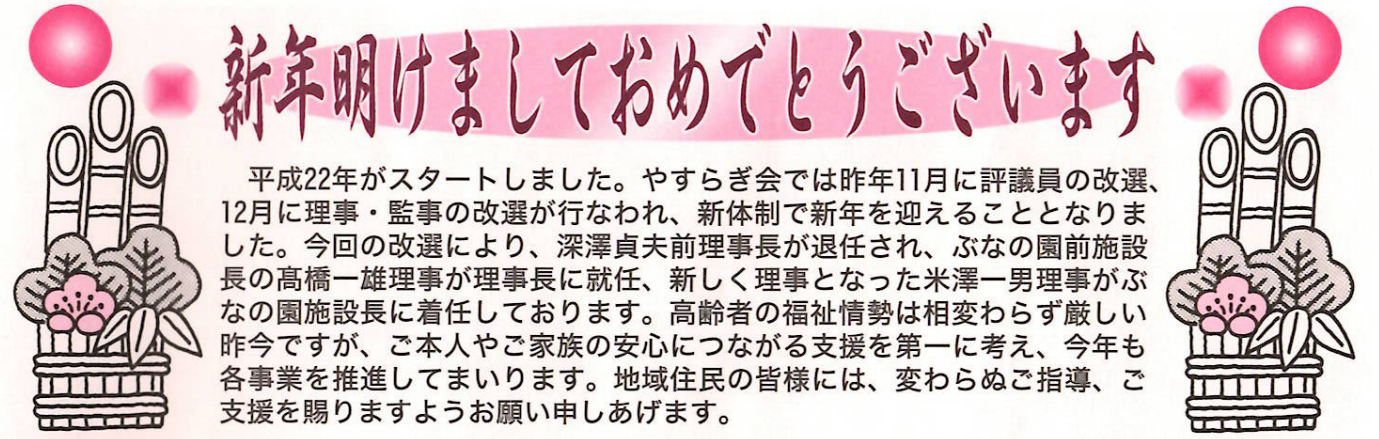 新年明けましておめでとうございます
平成22年がスタートしました。やすらぎ会では昨年11月に評議員の改選、
12月に理事・監事の改選が行なわれ、新体制で新年を迎えることとなりま
した。今回の改選により、深澤貞夫前理事長が退任され、ぶなの園前施設
長の髙橋一雄理事が理事長に就任、新しく理事となった米澤一男理事がぶ
なの園施設長に着任しております。高齢者の福祉情勢は相変わらず厳しい
昨今ですが、ご本人やご家族の安心につながる支援を第一に考え、今年も
各事業を推進してまいります。地域住民の皆様には、変わらぬご指導、ご
支援を賜りますようお願い申しあげます。